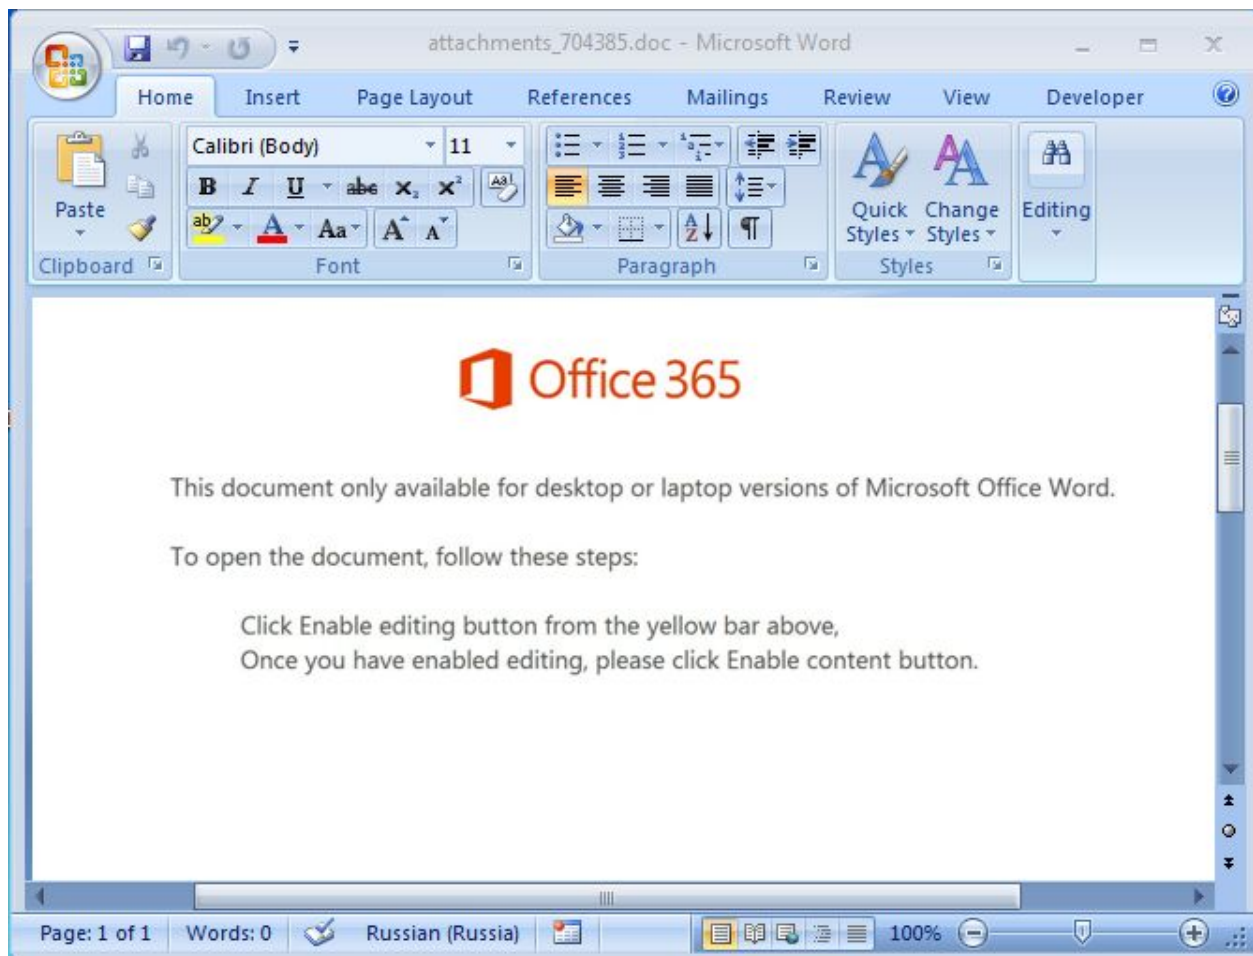 attachments_704385.doc - Microsoft Word
Home Insert Page Layout References Mailings Review View Developer
Calibri (Body) 11
B I U abc x₂ x²
Aa A A
Paste
Quick Styles
Change Styles
Editing
Clipboard Font Paragraph Styles
Office 365
This document only available for desktop or laptop versions of Microsoft Office Word.
To open the document, follow these steps:
Click Enable editing button from the yellow bar above,
Once you have enabled editing, please click Enable content button.
Page: 1 of 1 Words: 0 Russian (Russia) 100%